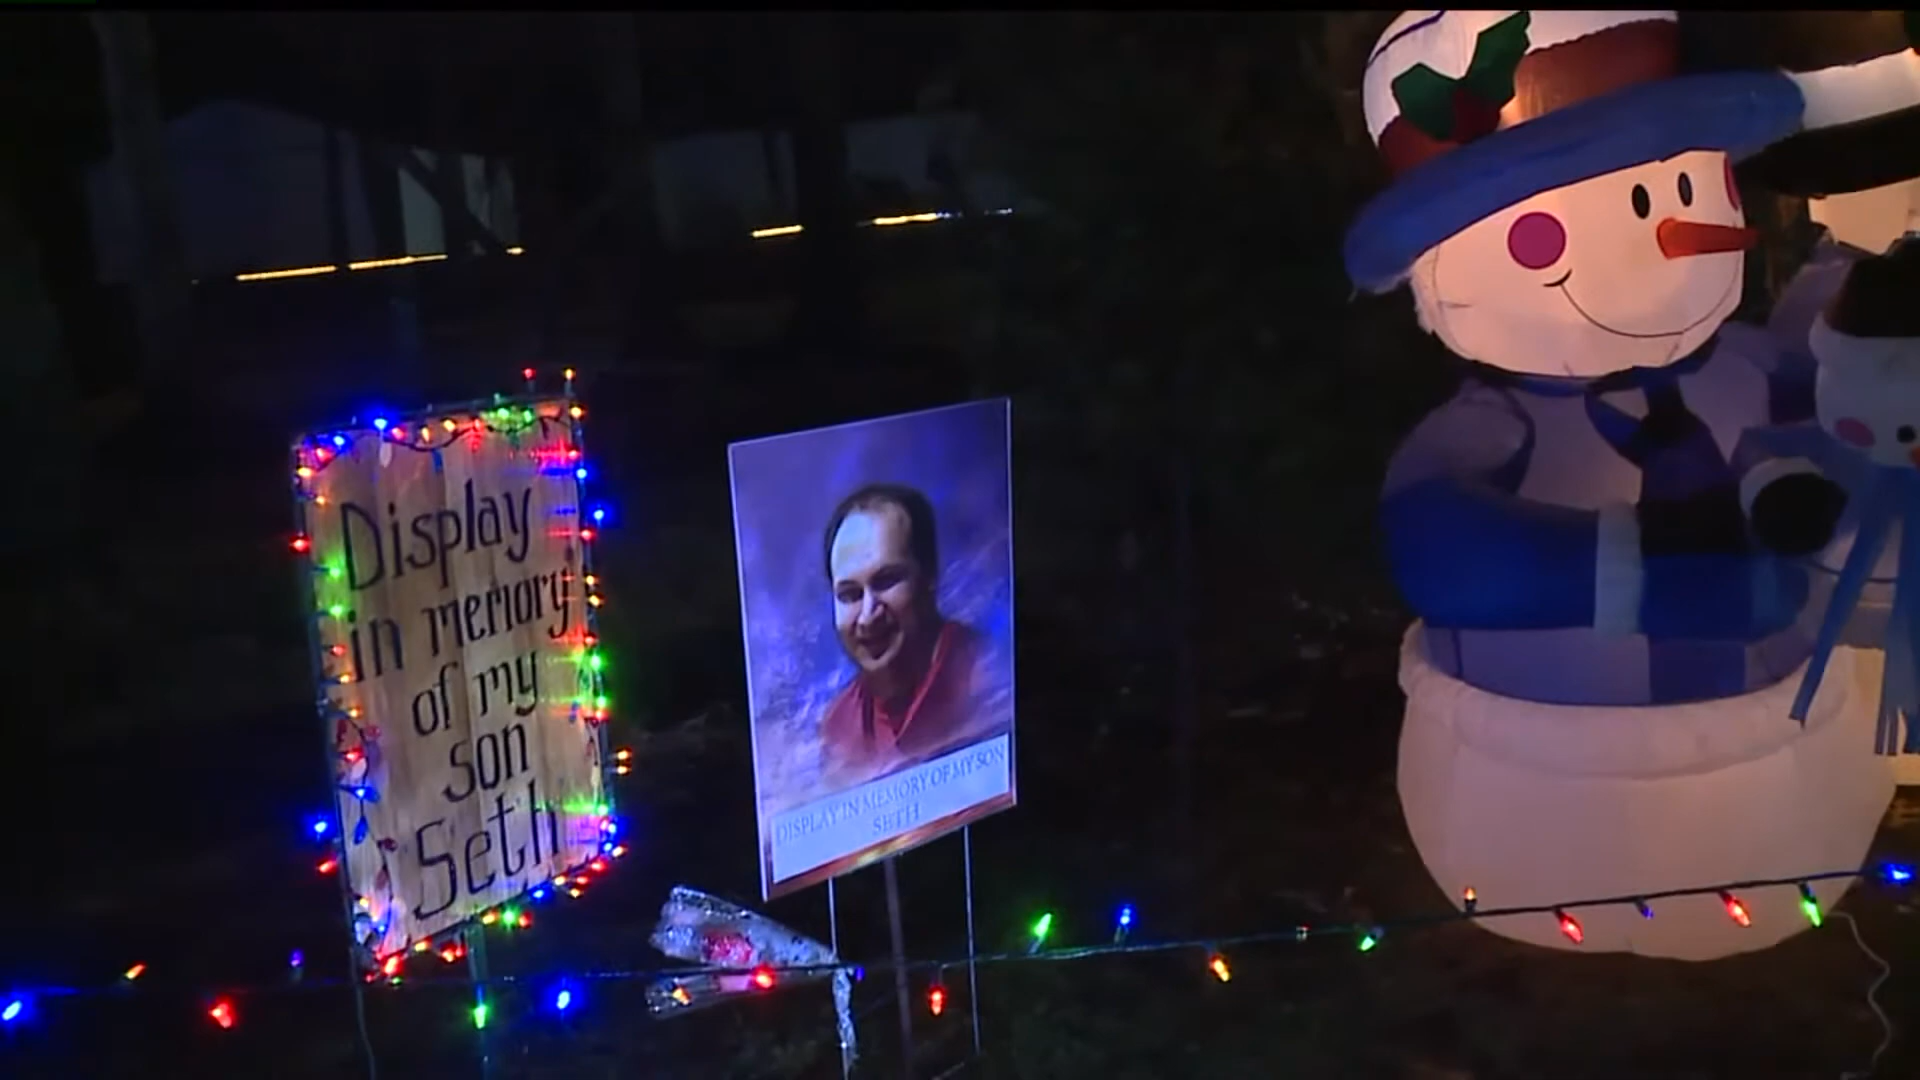 Display
in memory
of my
son
Seth
DISPLAY IN MEMORY OF MY SON
SETH